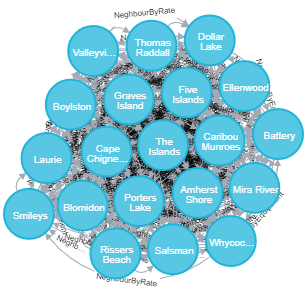 NeighbourByRate
Thomas
Raddall
Dollar
Lake
Valleyvi...
Ellenwood
Five
Islands
Graves
Island
Boylston
Battery
Caribou
Munroes
The
Islands
Cape
Chigne...
Laurie
Mira River
Amherst
Shore
Porters
Lake
Blomidon
Smileys
Whycoc...
Salsman
Rissers
Beach
NeighbourByRate